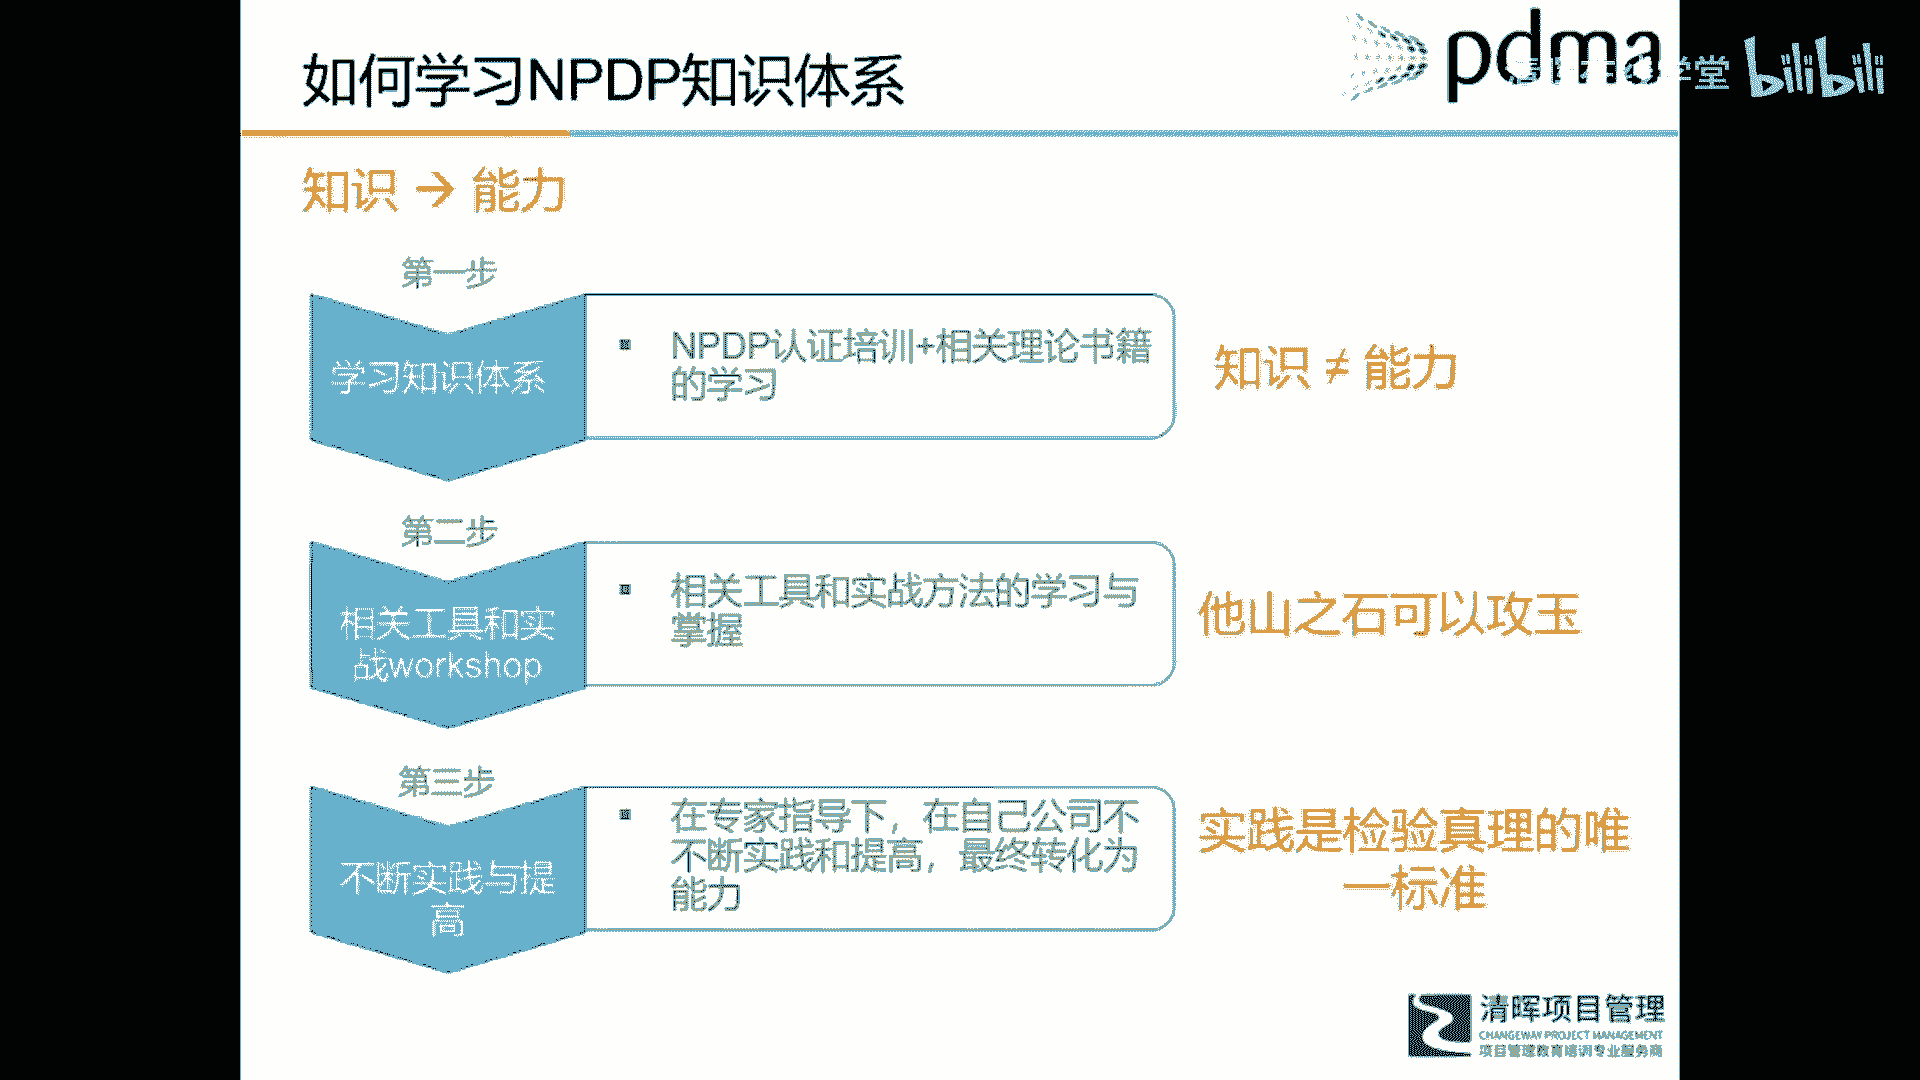 如何学习NPDP知识体系
pdma
学堂
bilibili
知识 → 能力
第一步
学习知识体系
▪ NPDP认证培训+相关理论书籍
的学习
知识 ≠ 能力
第二步
相关工具和实
战workshop
▪ 相关工具和实战方法的学习与
掌握
他山之石可以攻玉
第三步
不断实践与提
高
▪ 在专家指导下，在自己公司不
不断实践和提高，最终转化为
能力
实践是检验真理的唯
一标准
清晖项目管理
CHANGEWAY PROJECT MANAGEMENT
项目管理教育培训专业服务商